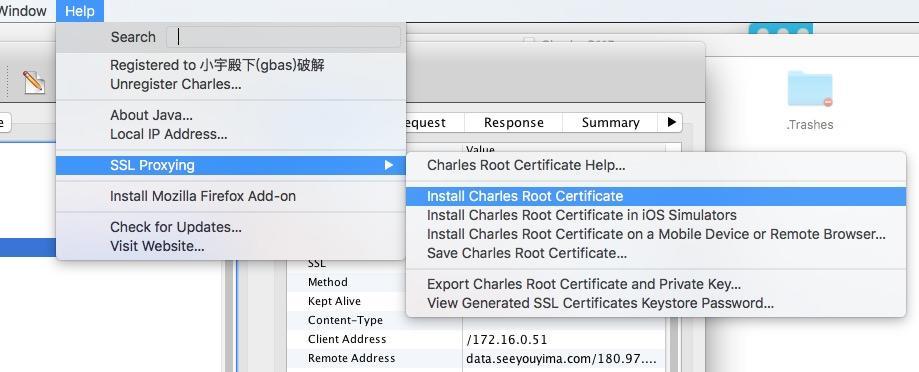 Window Help
Search
Registered to 小宇殿下(gbas)破解
Unregister Charles...
About Java...
Local IP Address...
SSL Proxying
Install Mozilla Firefox Add-on
Check for Updates...
Visit Website...
Charles Root Certificate Help...
Install Charles Root Certificate
Install Charles Root Certificate in iOS Simulators
Install Charles Root Certificate on a Mobile Device or Remote Browser...
Save Charles Root Certificate...
Export Charles Root Certificate and Private Key...
View Generated SSL Certificates Keystore Password...
equest Response Summary
Value
SSL
Method
Kept Alive
Content-Type
Client Address /172.16.0.51
Remote Address data.seeyouyima.com/180.97....
.Trashes